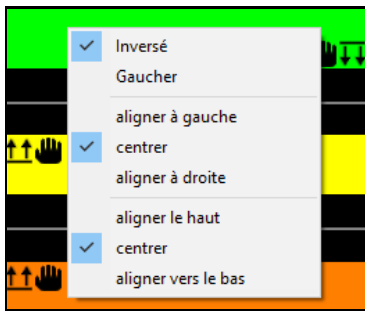 Inversé
Gaucher
aligner à gauche
centrer
aligner à droite
aligner le haut
centrer
aligner vers le bas